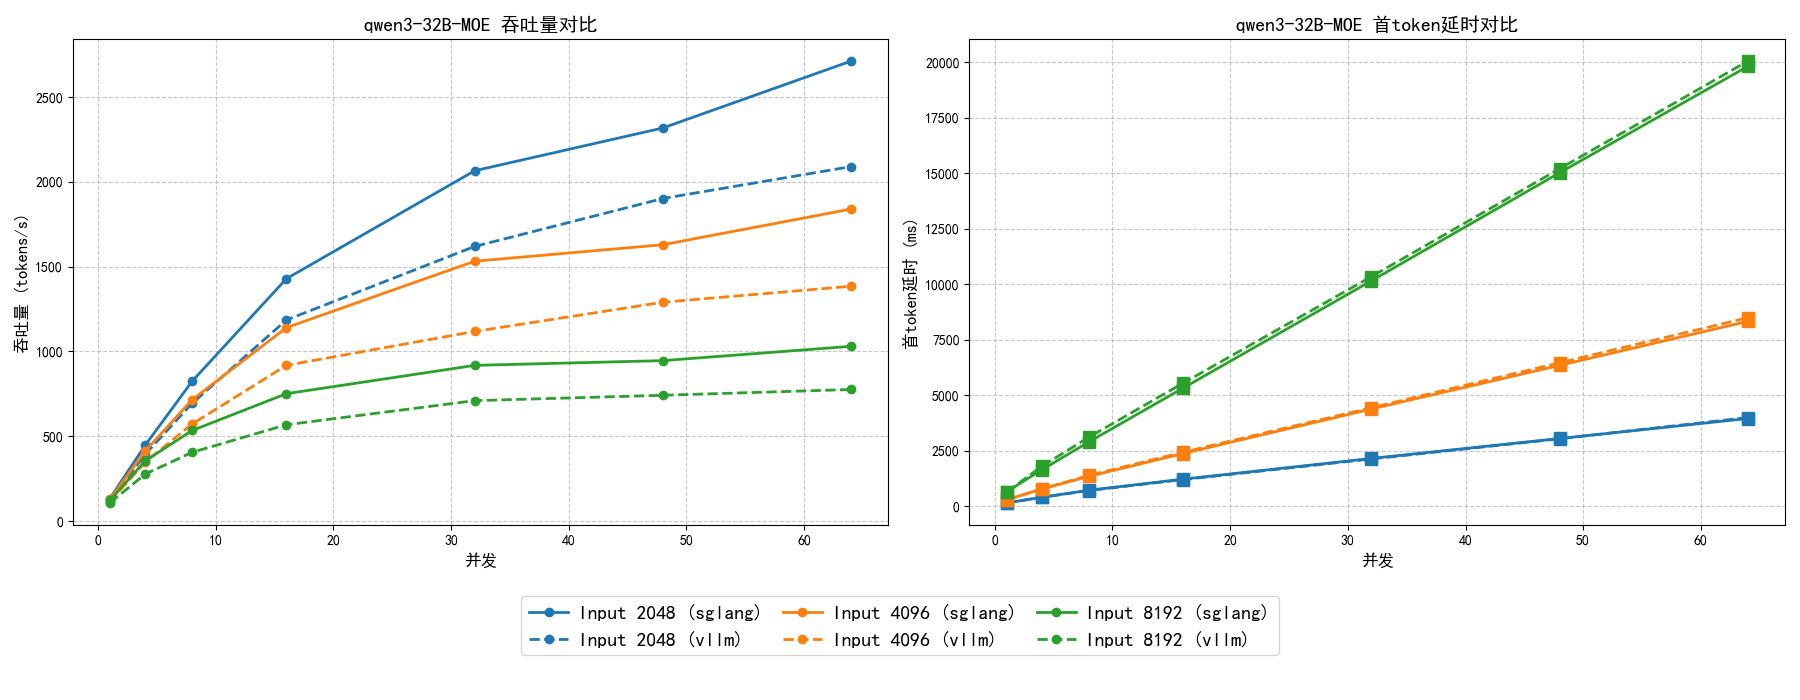 qwen3-32B-MOE 吞吐量对比
吞吐量 (tokens/s)
2500
2000
1500
1000
500
0
0 10 20 30 40 50 60
并发
qwen3-32B-MOE 首token延时对比
首token延时 (ms)
20000
17500
15000
12500
10000
7500
5000
2500
0
0 10 20 30 40 50 60
并发
Input 2048 (sglang) Input 4096 (sglang) Input 8192 (sglang)
Input 2048 (vllm) Input 4096 (vllm) Input 8192 (vllm)